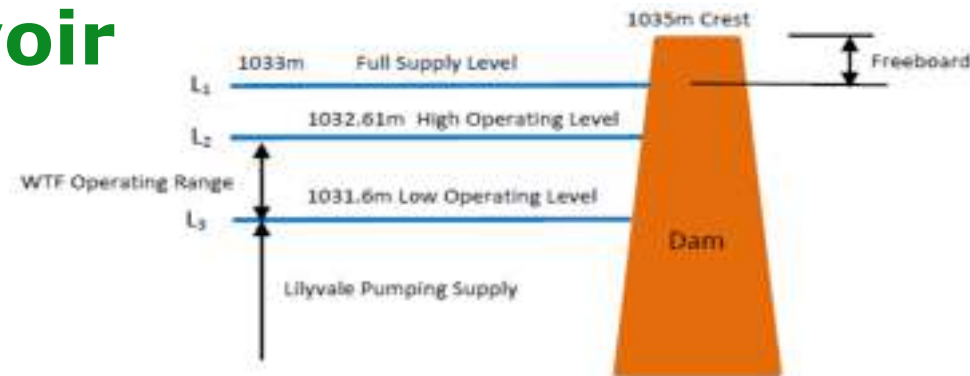 voir
1035m Crest
1033m Full Supply Level
Freeboard
L₁
1032.61m High Operating Level
L₂
WTF Operating Range
1031.6m Low Operating Level
L₃
Dam
Lilyvale Pumping Supply